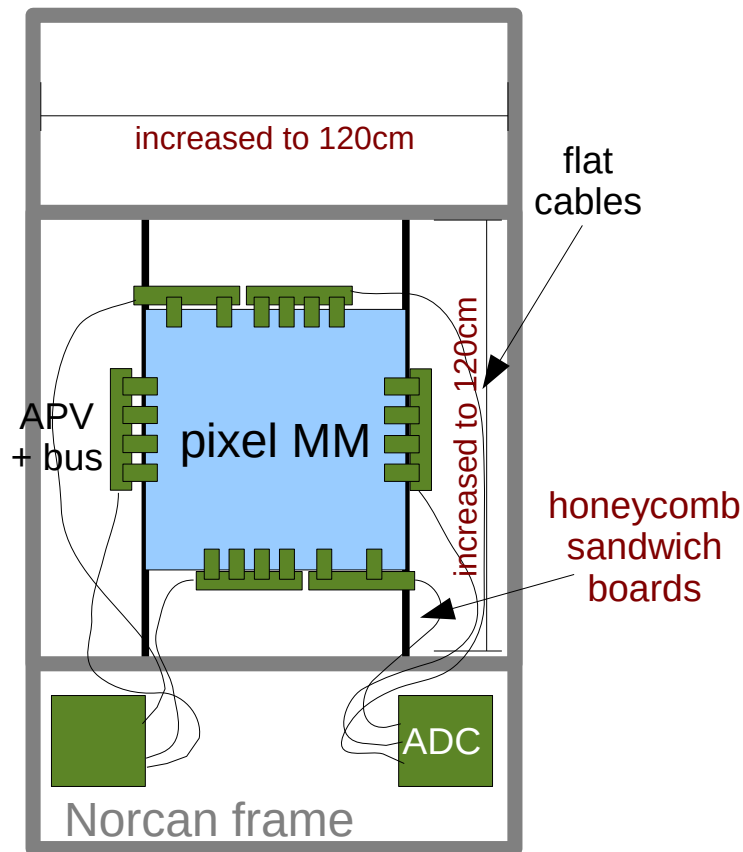 increased to 120cm
flat
cables
increased to 120cm
APV
+ bus
pixel MM
honeycomb
sandwich
boards
ADC
Norcan frame